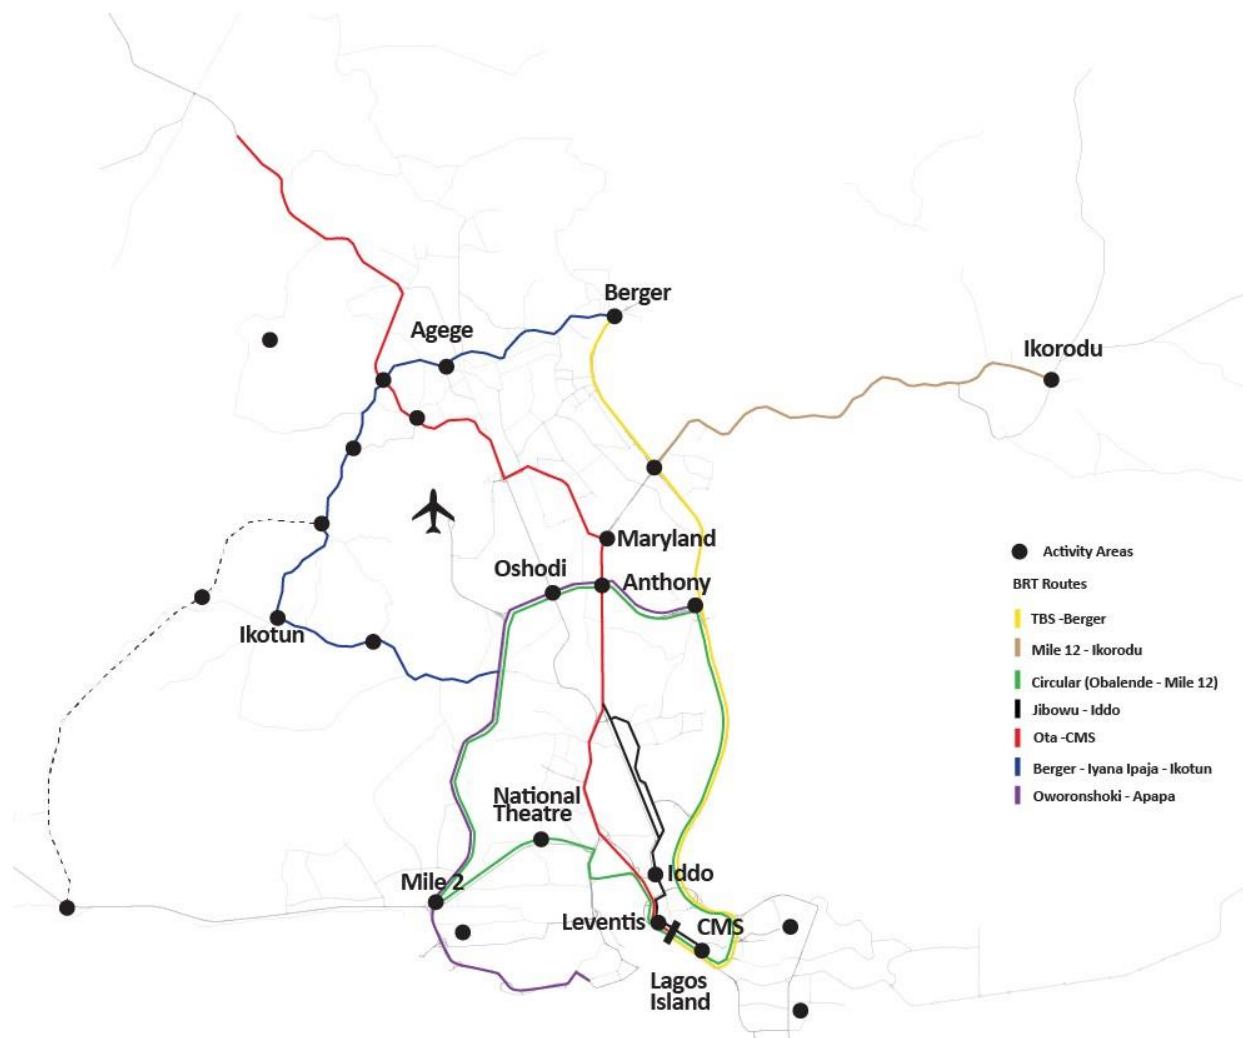 Berger
Agege
Ikorodu
Maryland
Oshodi
Anthony
Ikotun
National
Theatre
Mile 2
Iddo
Leventis
CMS
Lagos
Island
Activity Areas
BRT Routes
TBS -Berger
Mile 12 - Ikorodu
Circular (Obalende - Mile 12)
Jibowu - Iddo
Ota -CMS
Berger - Iyana Ipaja - Ikotun
Oworonshoki - Apapa